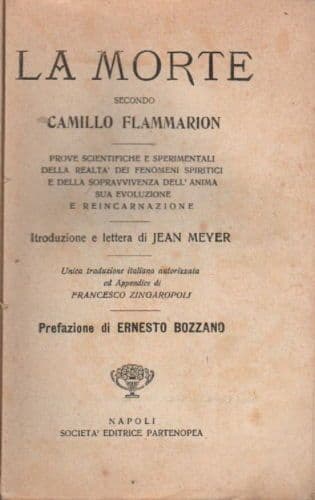 LA MORTE
SECONDO
CAMILLO FLAMMARION
PROVE SCIENTIFICHE E SPERIMENTALI
DELLA REALTA' DEI FENOMENI SPIRITICI
E DELLA SOPRAVVIVENZA DELL'ANIMA
SUA EVOLUZIONE
E REINCARNAZIONE
Itroduzione e lettera di JEAN MEYER
Unica traduzione italiana autorizzata
ed Appendice di
FRANCESCO ZINGAROPOLI
Prefazione di ERNESTO BOZZANO
NAPOLI
SOCIETA' EDITRICE PARTENOPEA